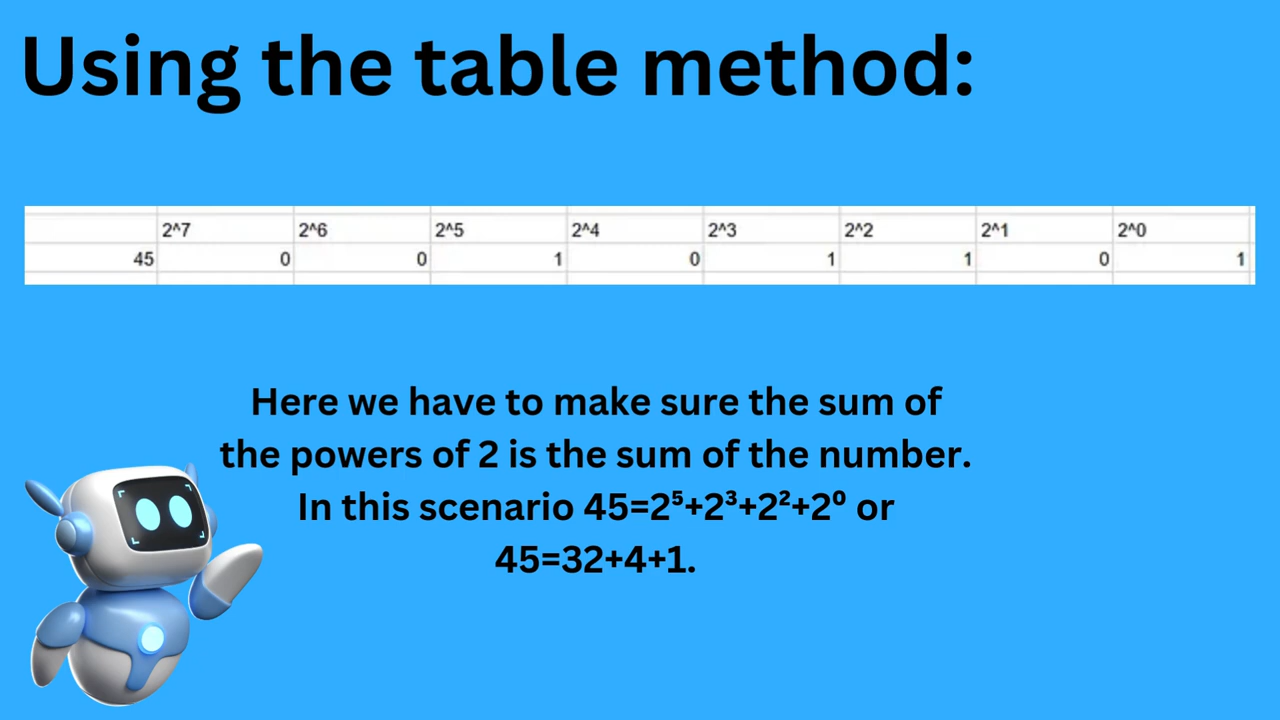 Using the table method:
2^7 2^6 2^5 2^4 2^3 2^2 2^1 2^0
45 0 0 1 0 1 1 0 1
Here we have to make sure the sum of
the powers of 2 is the sum of the number.
In this scenario 45=2⁵+2³+2²+2⁰ or
45=32+4+1.